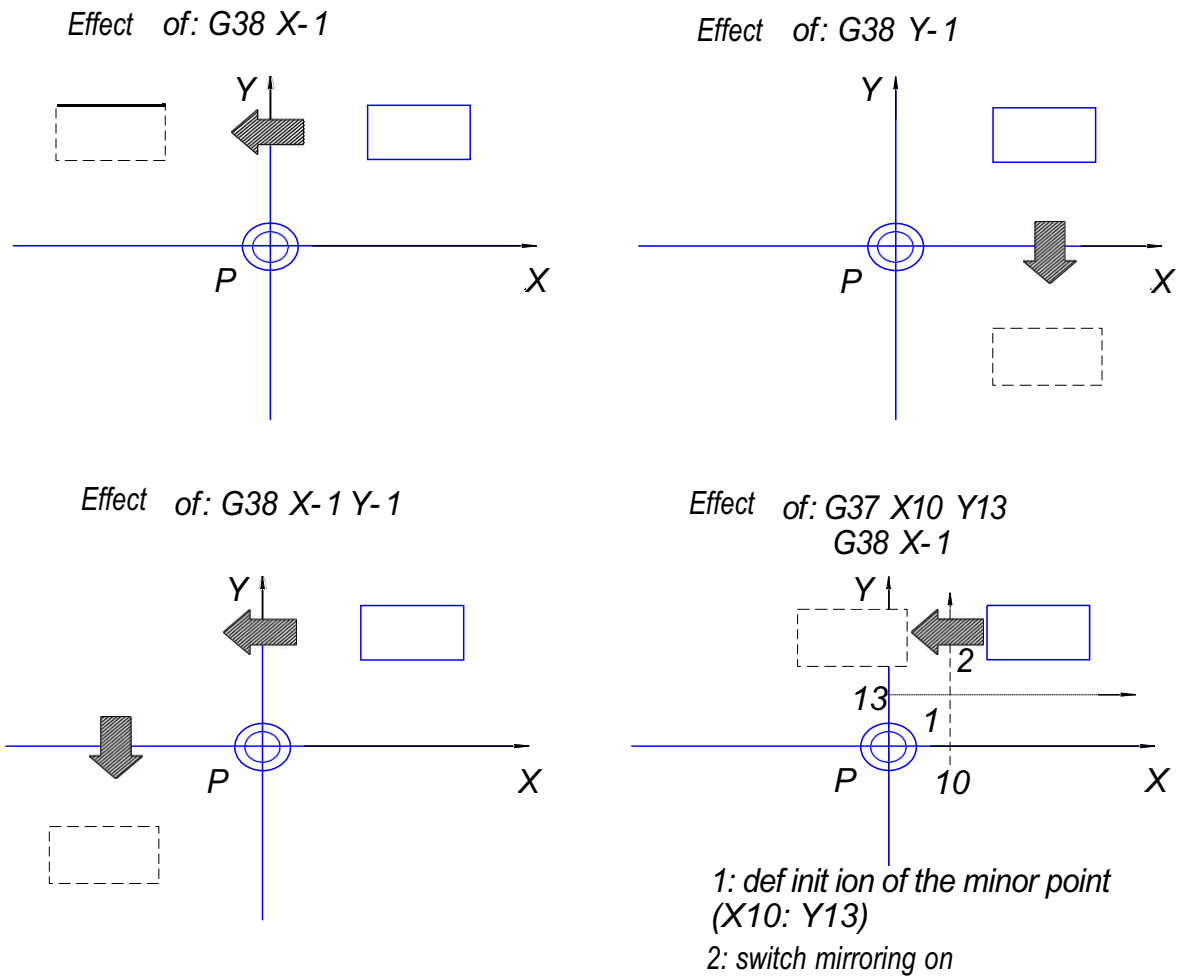 Effect of: G38 X-1
Y
P
X
Effect of: G38 Y-1
Y
P
X
Effect of: G38 X-1 Y-1
Y
P
X
Effect of: G37 X10 Y13
G38 X-1
Y
2
13
1
P
10
X
1: def init ion of the minor point
(X10: Y13)
2: switch mirroring on